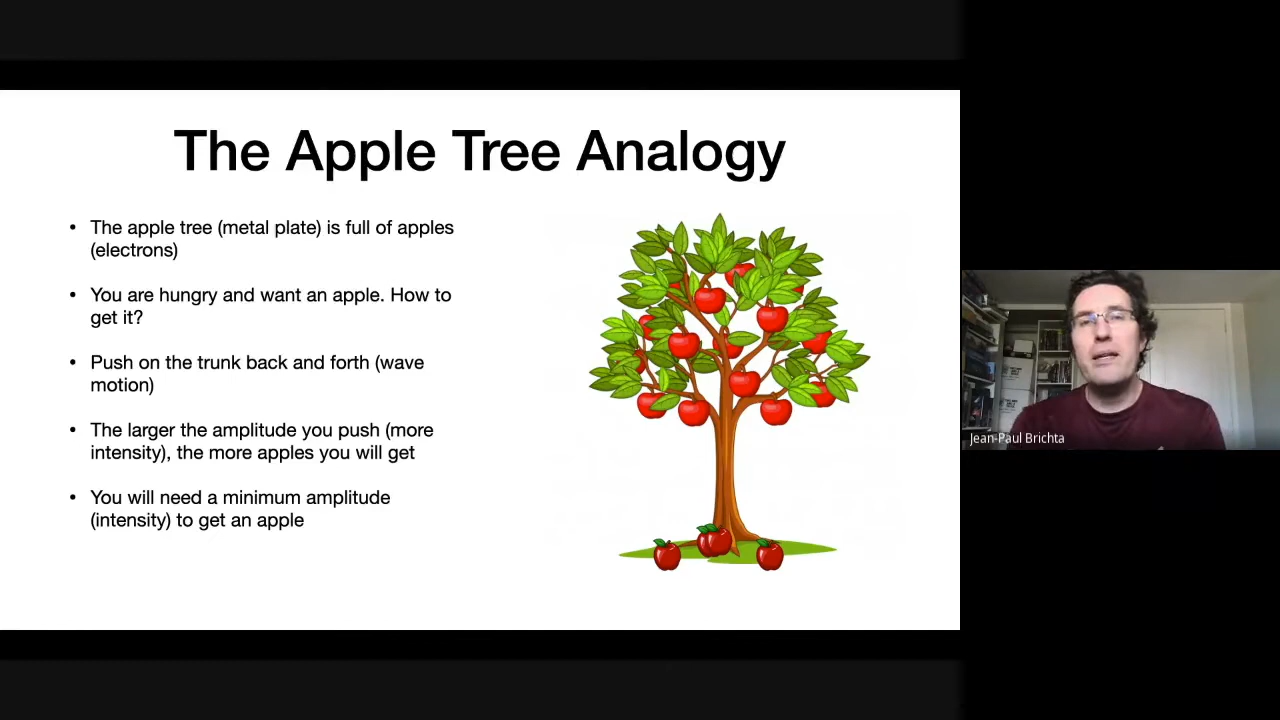 The Apple Tree Analogy
• The apple tree (metal plate) is full of apples
(electrons)
• You are hungry and want an apple. How to
get it?
• Push on the trunk back and forth (wave
motion)
• The larger the amplitude you push (more
intensity), the more apples you will get
• You will need a minimum amplitude
(intensity) to get an apple
Jean-Paul Brichta